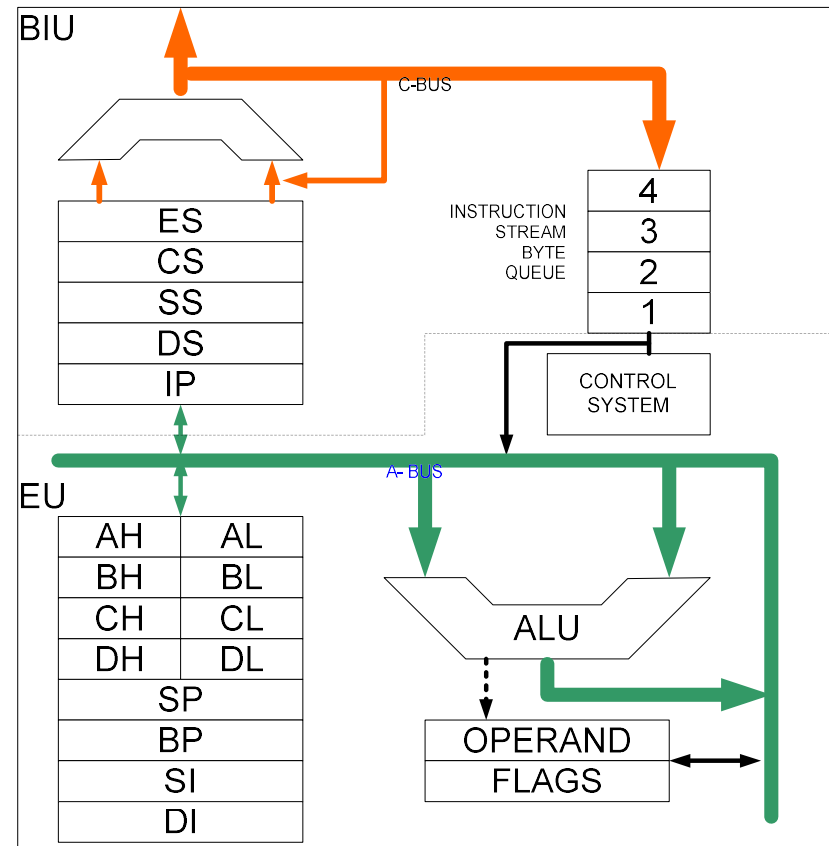 BIU
C-BUS
ES
CS
SS
DS
IP
INSTRUCTION
STREAM
BYTE
QUEUE
4
3
2
1
CONTROL
SYSTEM
A- BUS
EU
AH AL
BH BL
CH CL
DH DL
SP
BP
SI
DI
ALU
OPERAND
FLAGS